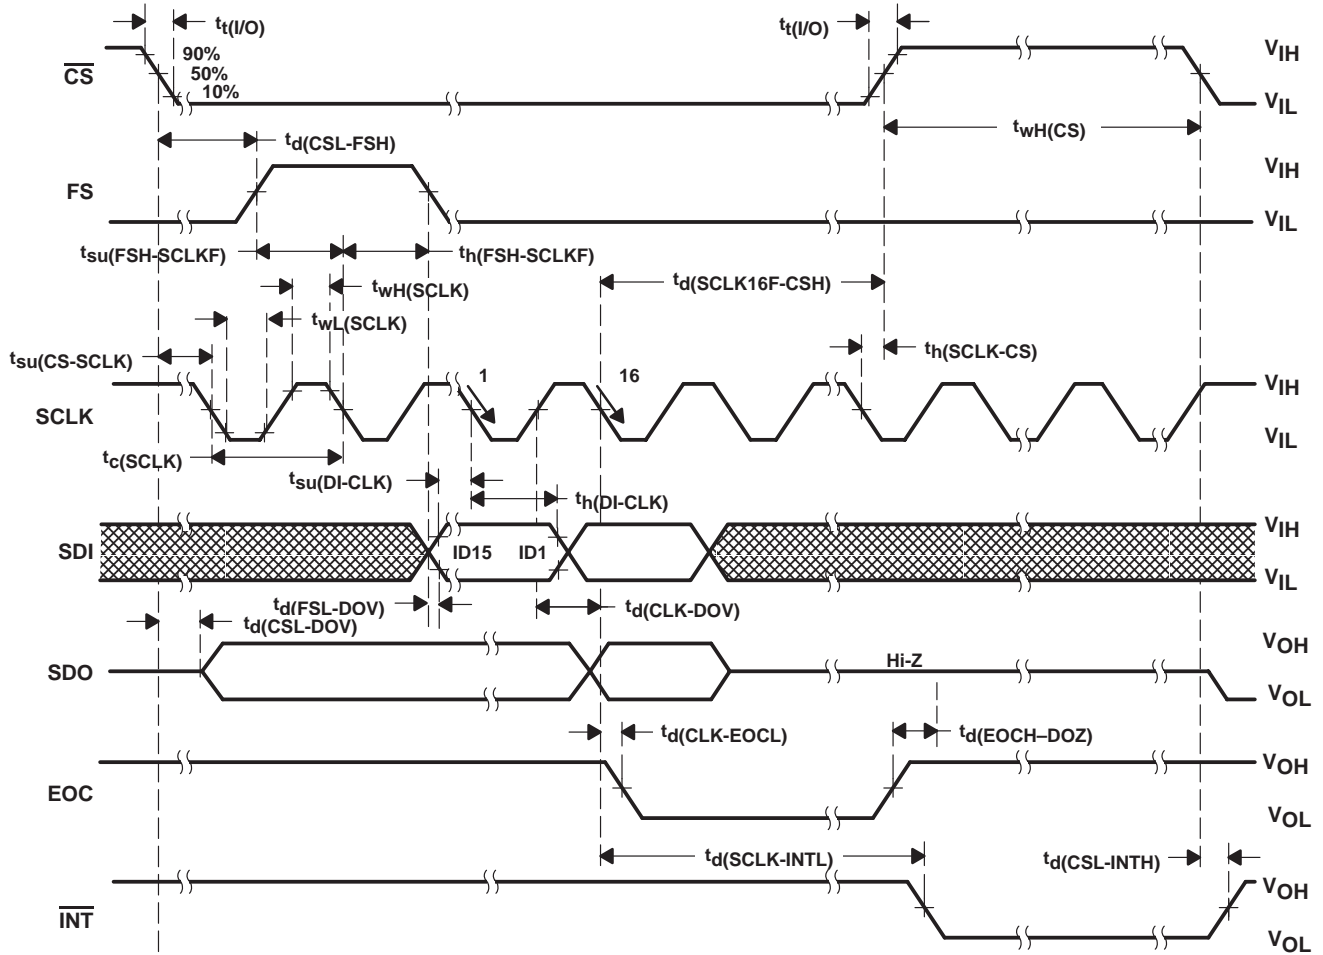 tt(I/O)
tt(I/O)
90%
50%
10%
CS
VIH
VIL
td(CSL-FSH)
twH(CS)
FS
VIH
VIL
tsu(FSH-SCLKF)
th(FSH-SCLKF)
twH(SCLK)
td(SCLK16F-CSH)
twL(SCLK)
tsu(CS-SCLK)
th(SCLK-CS)
1
16
SCLK
VIH
VIL
tc(SCLK)
tsu(DI-CLK)
th(DI-CLK)
SDI
ID15
ID1
VIH
VIL
td(FSL-DOV)
td(CLK-DOV)
td(CSL-DOV)
SDO
Hi-Z
VOH
VOL
td(CLK-EOCL)
td(EOCH–DOZ)
EOC
VOH
VOL
td(SCLK-INTL)
td(CSL-INTH)
INT
VOH
VOL